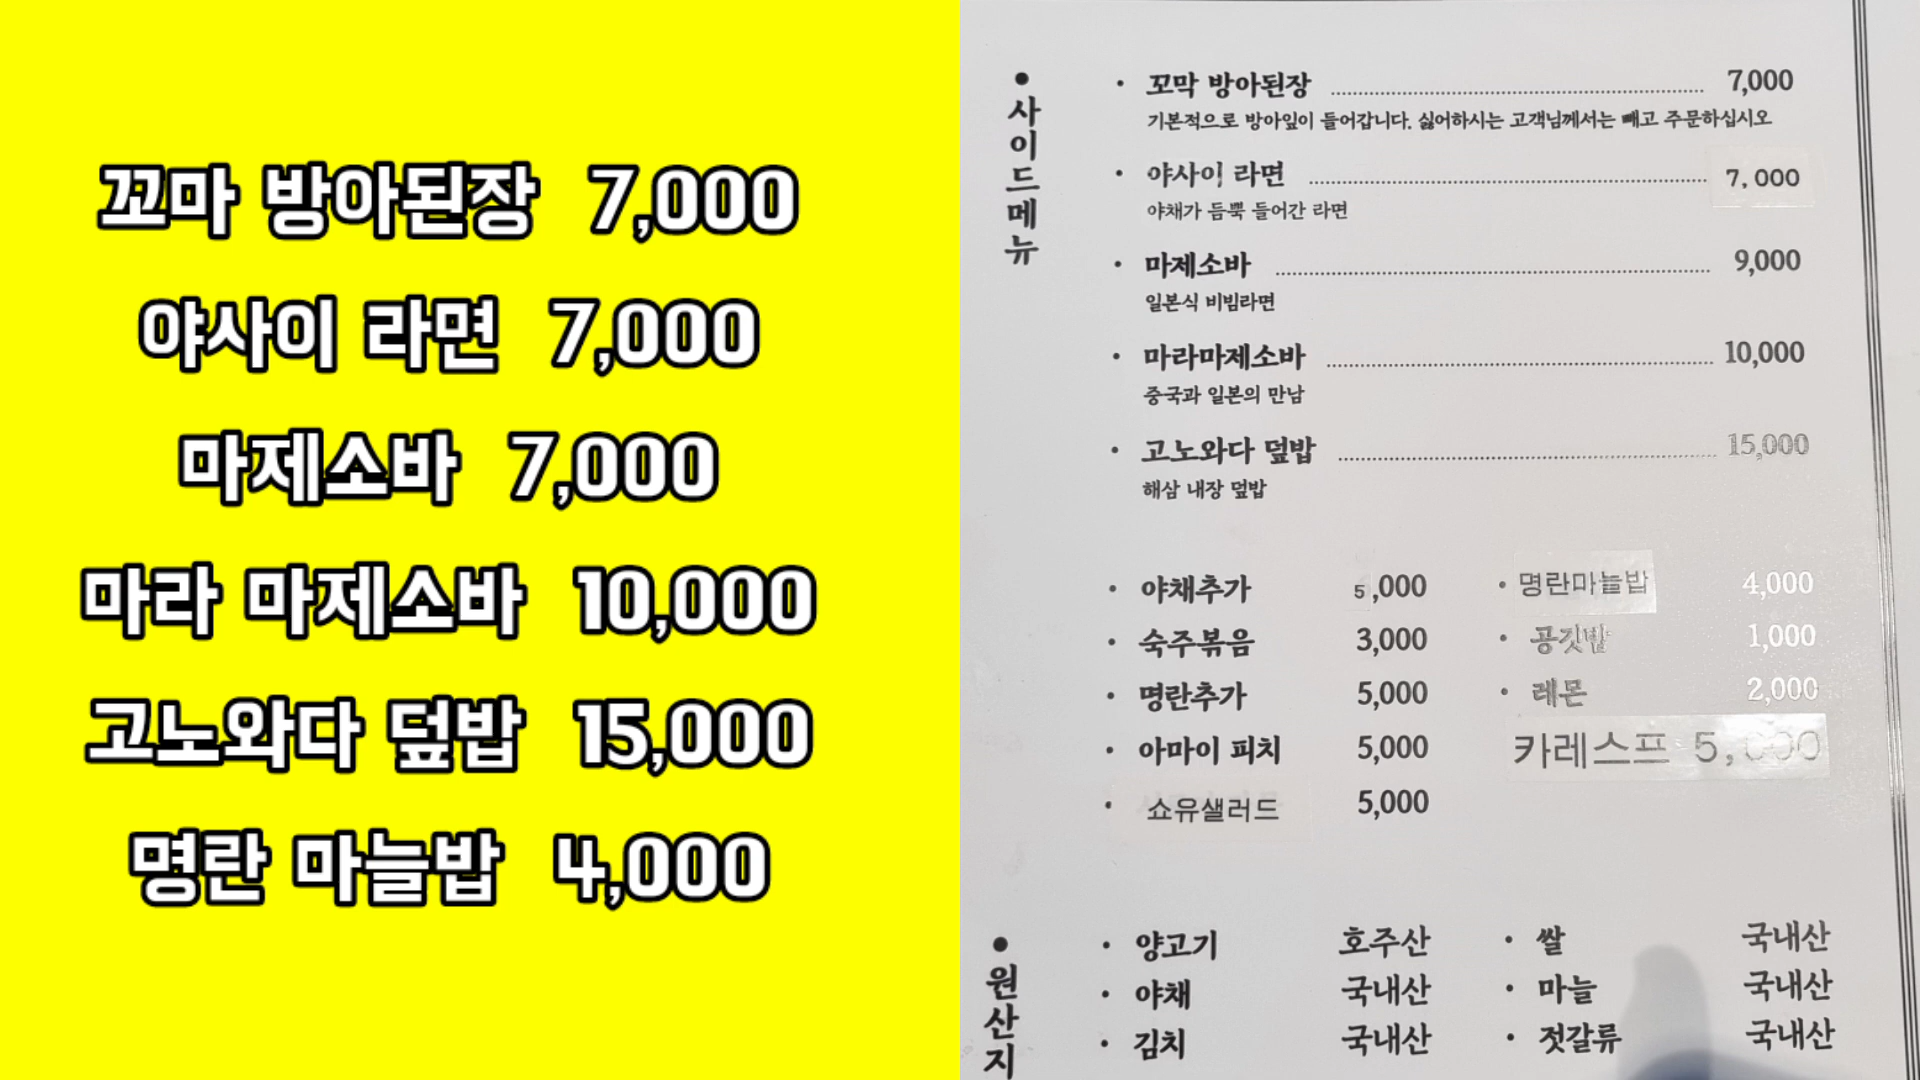 꼬마 방아된장 7,000
야사이 라면 7,000
마제소바 7,000
마라 마제소바 10,000
고노와다 덮밥 15,000
명란 마늘밥 4,000
사이드메뉴
꼬막 방아된장 7,000
기본적으로 방아잎이 들어갑니다. 싫어하시는 고객님께서는 빼고 주문하십시오
야사이 라면 7,000
야채가 듬뿍 들어간 라면
마제소바 9,000
일본식 비빔라면
마라마제소바 10,000
중국과 일본의 만남
고노와다 덮밥 15,000
해삼 내장 덮밥
야채추가 5,000
숙주볶음 3,000
명란추가 5,000
아마이 피치 5,000
쇼유샐러드 5,000
명란마늘밥 4,000
공깃밥 1,000
레몬 2,000
카레스프 5,000
원산지
양고기 호주산
야채 국내산
김치 국내산
쌀 국내산
마늘 국내산
젓갈류 국내산